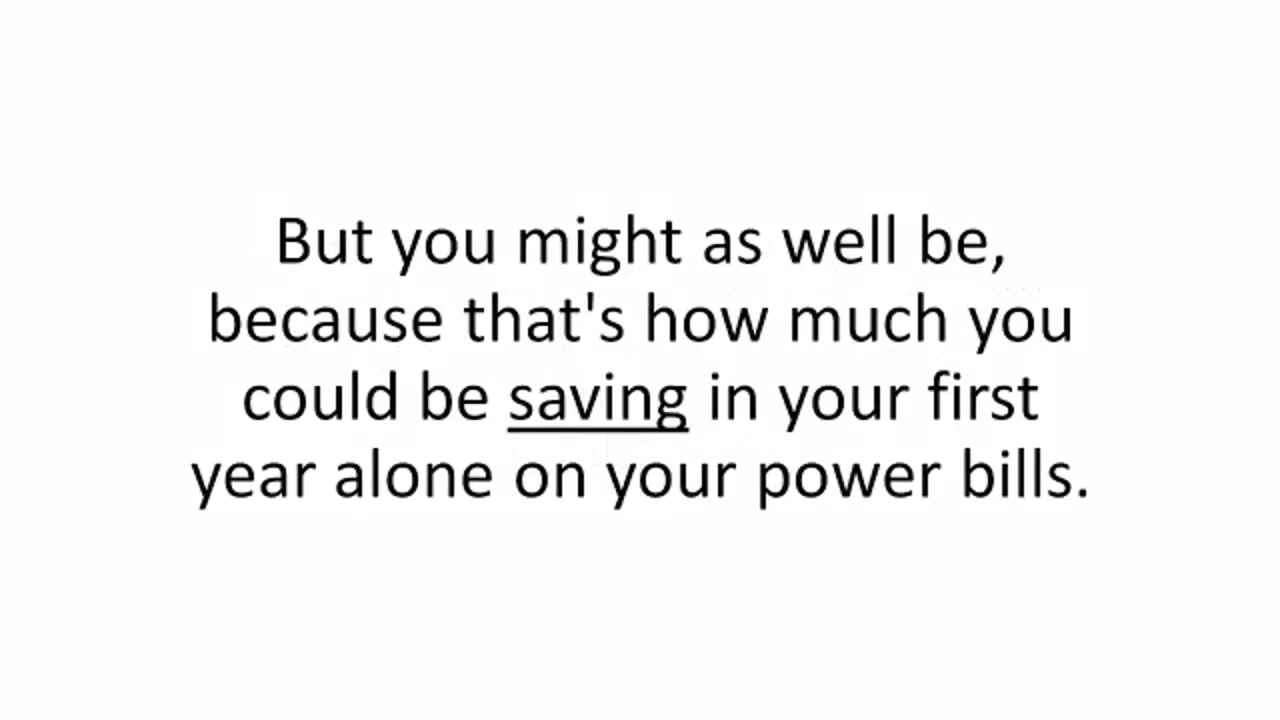 But you might as well be,
because that's how much you
could be saving in your first
year alone on your power bills.